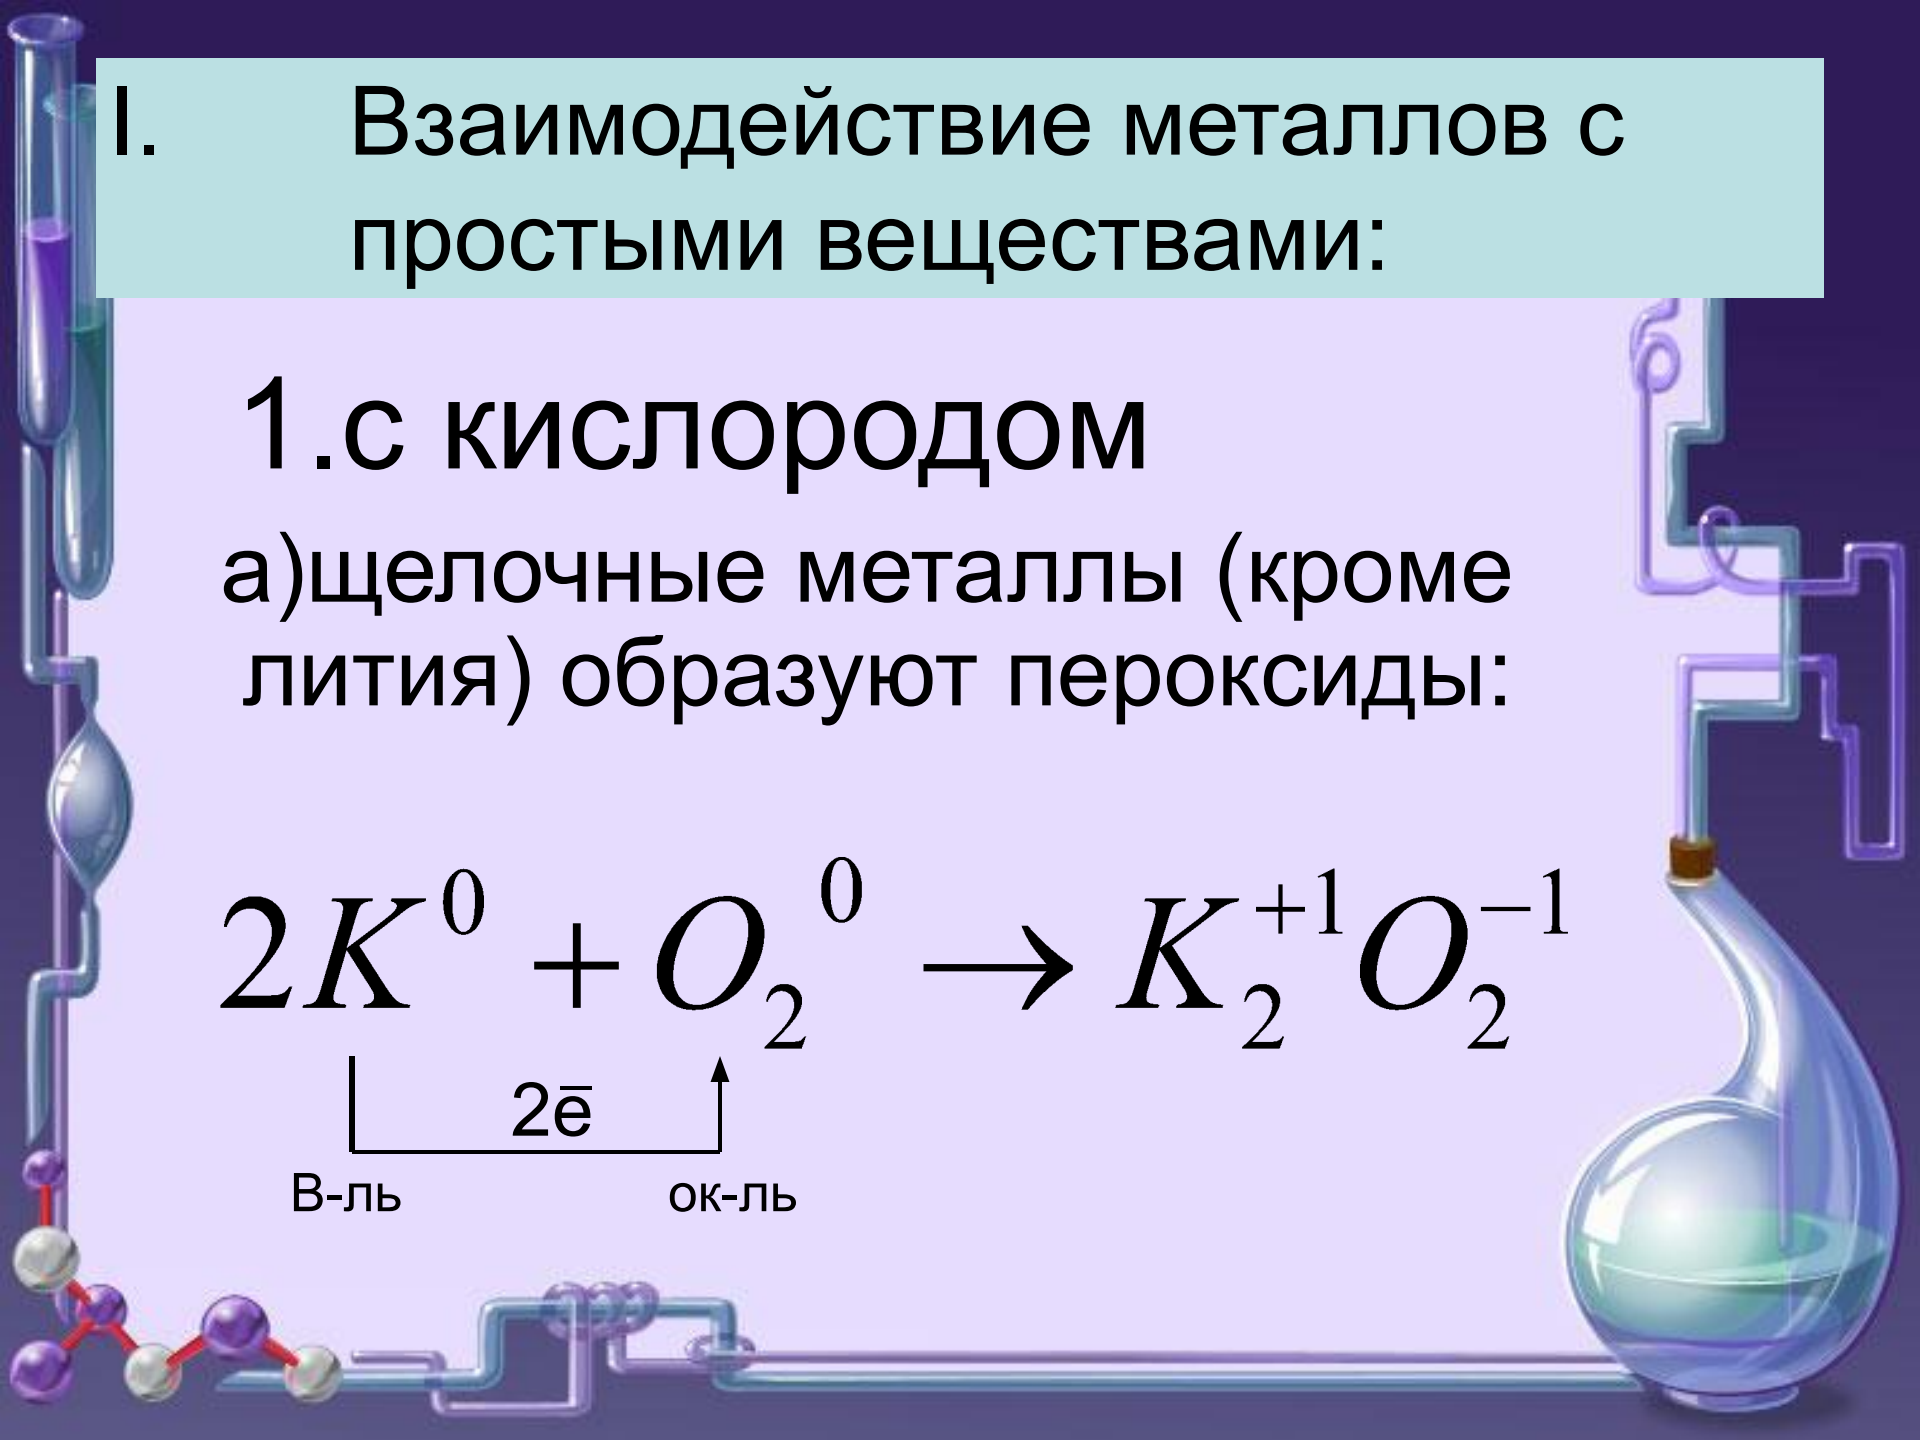 I. Взаимодействие металлов с
простыми веществами:
1.с кислородом
а)щелочные металлы (кроме
лития) образуют пероксиды:
2K⁰ + O₂⁰ → K₂⁺¹O₂⁻¹
2e̅
В-ль ок-ль